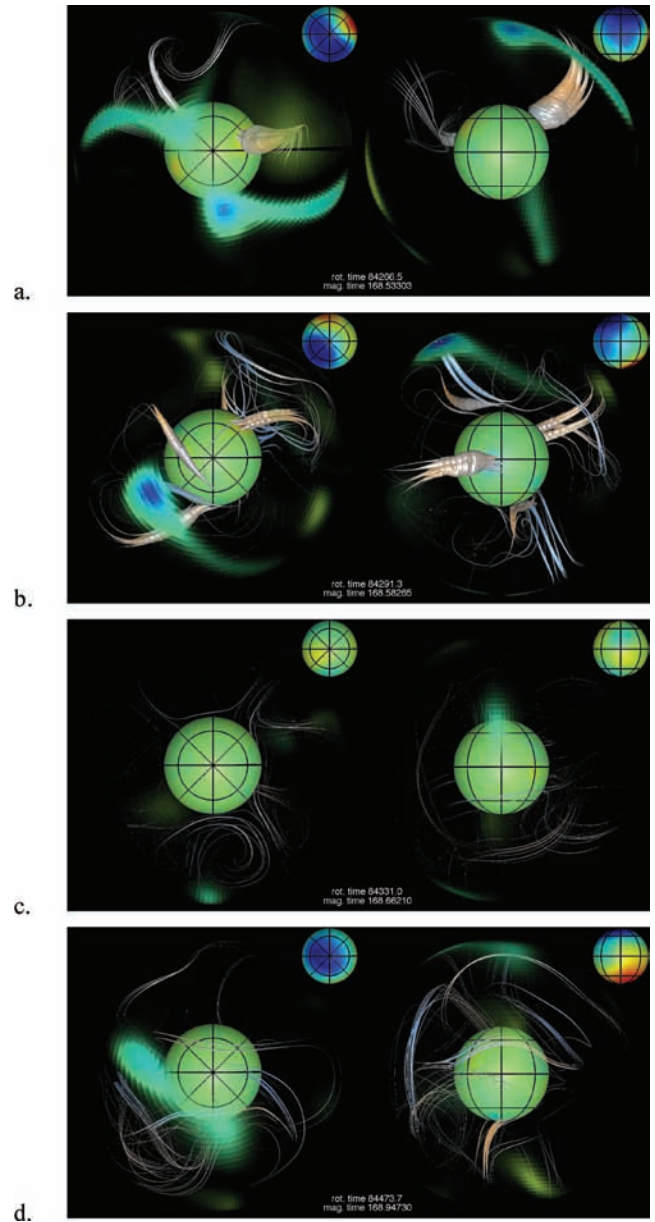 rot. time 84266.5
mag. time 168.53303
a.
rot. time 84291.3
mag. time 168.58265
b.
rot. time 84331.0
mag. time 168.66210
c.
rot. time 84473.7
mag. time 168.94730
d.